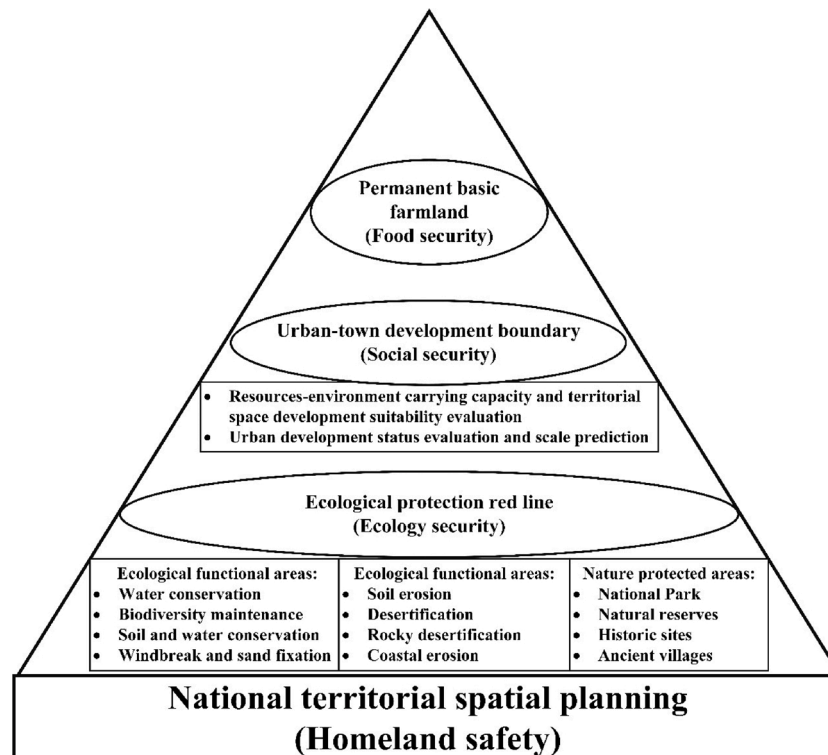 Permanent basic
farmland
(Food security)
Urban-town development boundary
(Social security)
• Resources-environment carrying capacity and territorial
space development suitability evaluation
• Urban development status evaluation and scale prediction
Ecological protection red line
(Ecology security)
Ecological functional areas:
• Water conservation
• Biodiversity maintenance
• Soil and water conservation
• Windbreak and sand fixation
Ecological functional areas:
• Soil erosion
• Desertification
• Rocky desertification
• Coastal erosion
Nature protected areas:
• National Park
• Natural reserves
• Historic sites
• Ancient villages
National territorial spatial planning
(Homeland safety)